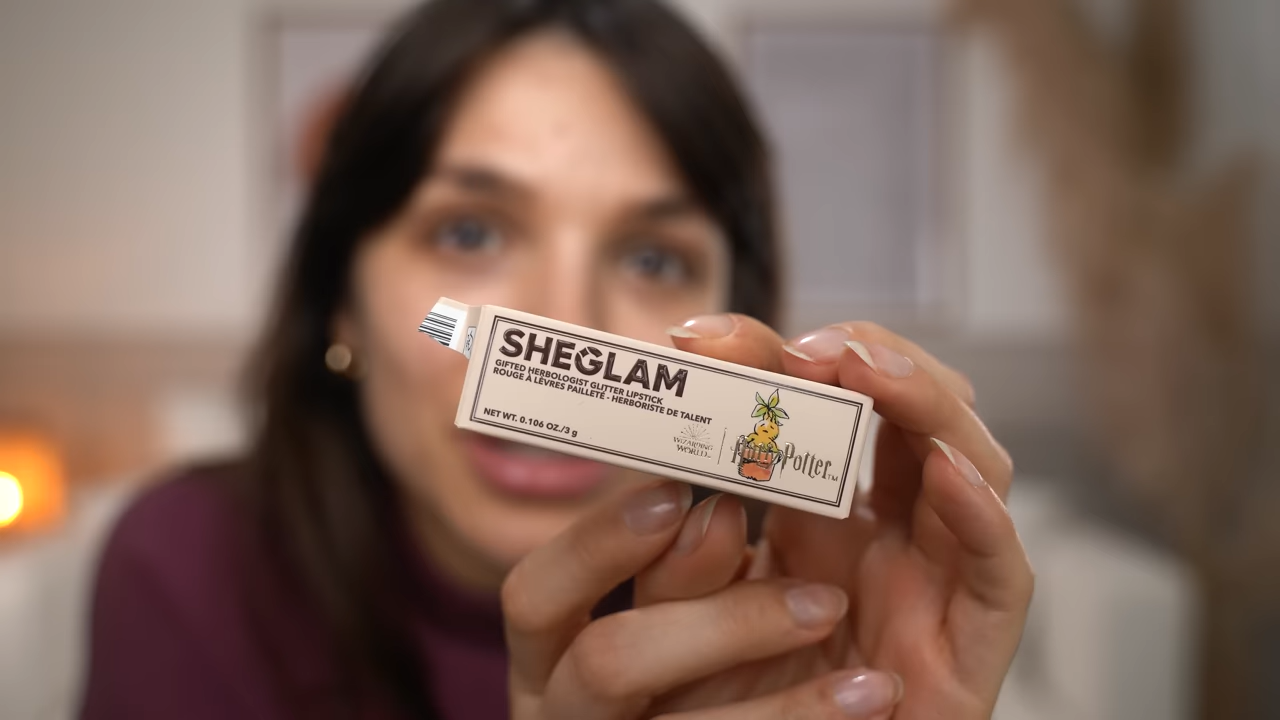 SHEGLAM
GIFTED HERBOLOGIST GLITTER LIPSTICK
ROUGE À LÈVRES PAILLETÉ - HERBORISTE DE TALENT
NET WT. 0.106 OZ./3 g
WIZARDING
WORLD
Harry Potter™